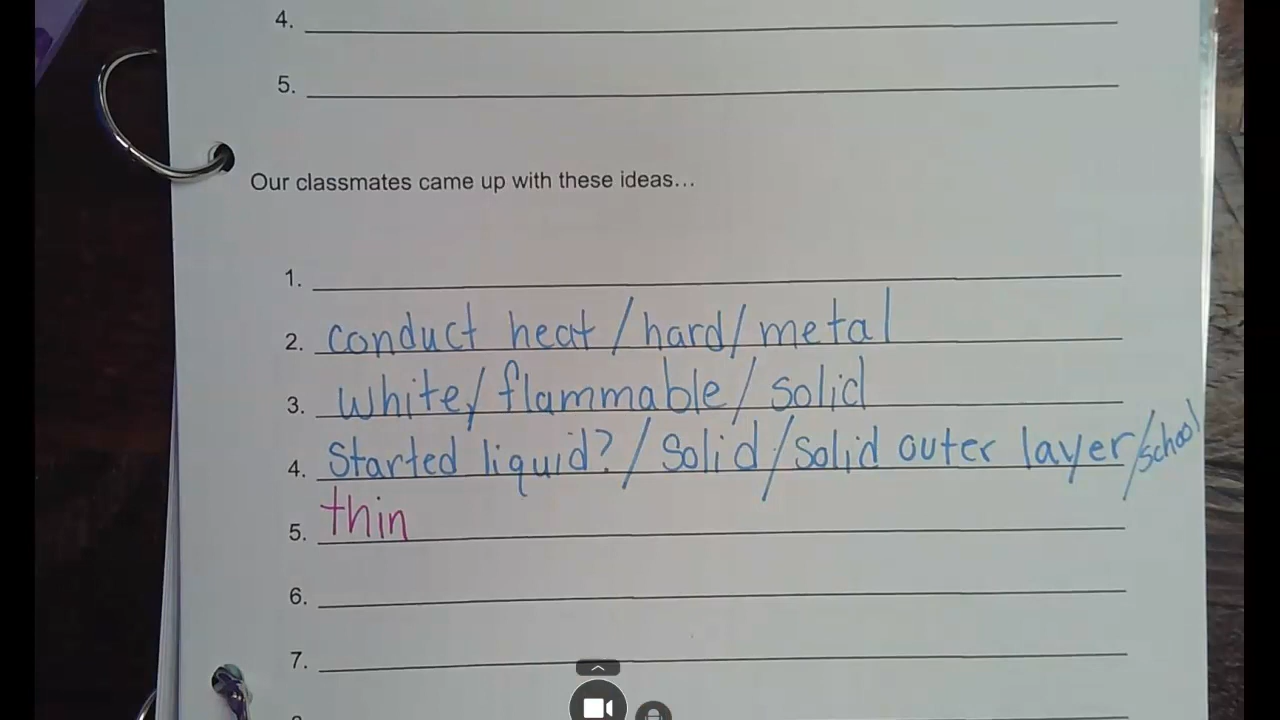 4.
5.
Our classmates came up with these ideas...
1.
2. conduct heat / hard / metal
3. white / flammable / solid
4. Started liquid? / Solid / Solid outer layer / school
5. thin
6.
7.